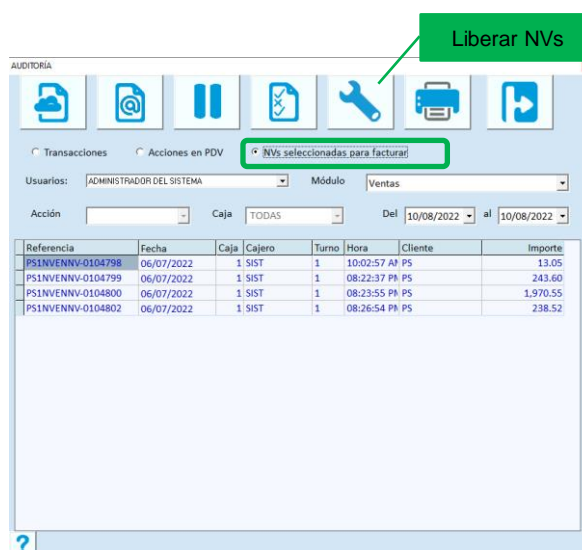 Liberar NVs
AUDITORÍA
Transacciones Acciones en PDV NVs seleccionadas para facturar
Usuarios: ADMINISTRADOR DEL SISTEMA Módulo Ventas
Acción Caja TODAS Del 10/08/2022 al 10/08/2022
Referencia Fecha Caja Cajero Turno Hora Cliente Importe
PS1NVENNV-0104798 06/07/2022 1 SIST 1 10:02:57 AM PS 13.05
PS1NVENNV-0104799 06/07/2022 1 SIST 1 08:22:37 PM PS 243.60
PS1NVENNV-0104800 06/07/2022 1 SIST 1 08:23:55 PM PS 1,970.55
PS1NVENNV-0104802 06/07/2022 1 SIST 1 08:26:54 PM PS 238.52
?